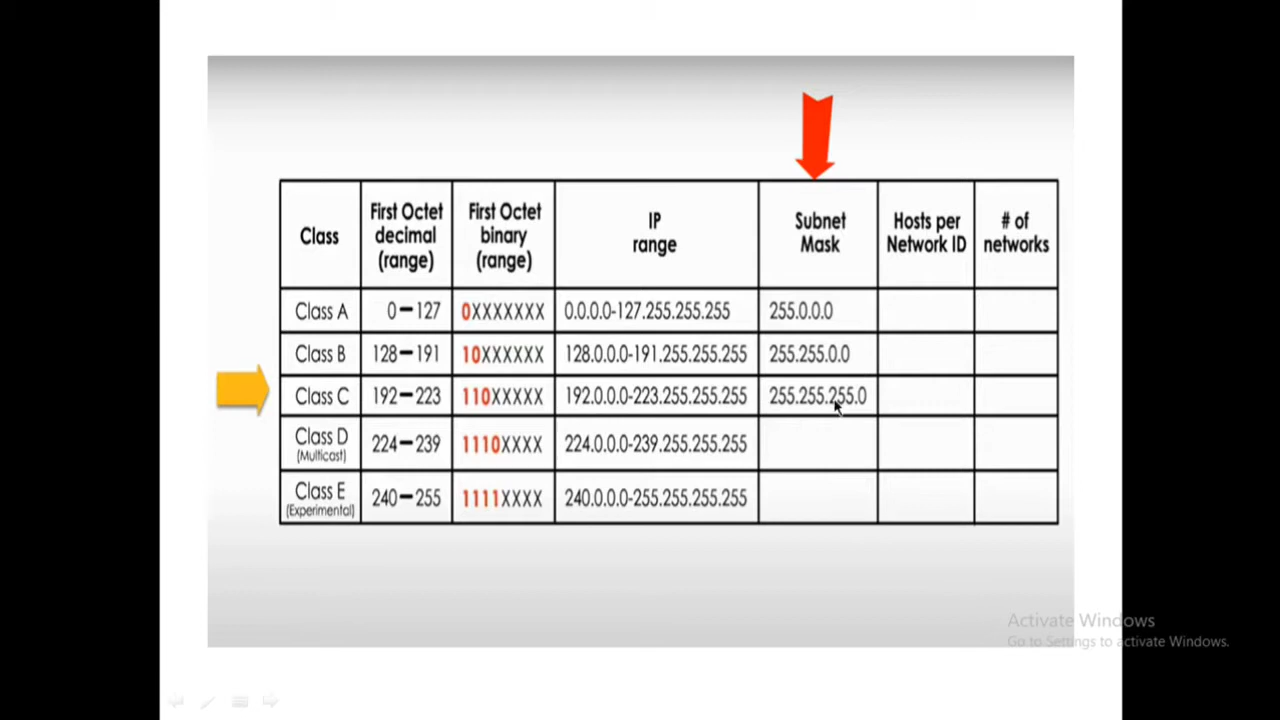 Class
First Octet
decimal
(range)
First Octet
binary
(range)
IP
range
Subnet
Mask
Hosts per
Network ID
# of
networks
Class A
0–127
0XXXXXXX
0.0.0.0-127.255.255.255
255.0.0.0
Class B
128–191
10XXXXXX
128.0.0.0-191.255.255.255
255.255.0.0
Class C
192–223
110XXXXX
192.0.0.0-223.255.255.255
255.255.255.0
Class D
(Multicast)
224–239
1110XXXX
224.0.0.0-239.255.255.255
Class E
(Experimental)
240–255
1111XXXX
240.0.0.0-255.255.255.255
Activate Windows
Go to Settings to activate Windows.